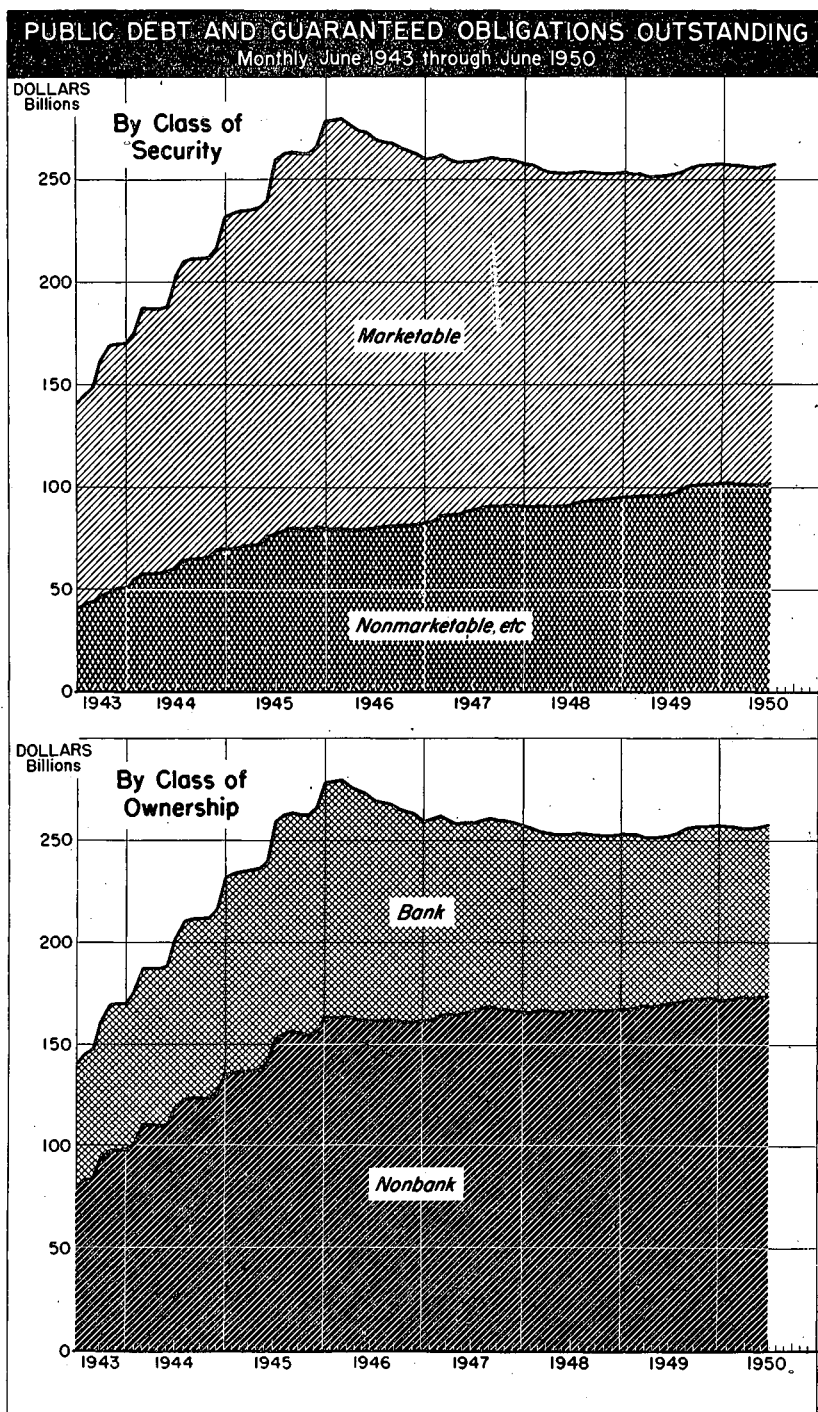 PUBLIC DEBT AND GUARANTEED OBLIGATIONS OUTSTANDING
Monthly, June 1943 through June 1950
DOLLARS
Billions
By Class of
Security
250
200
Marketable
150
100
50
Nonmarketable, etc
0
1943 1944 1945 1946 1947 1948 1949 1950
DOLLARS
Billions
By Class of
Ownership
250
Bank
200
150
100
Nonbank
50
0
1943 1944 1945 1946 1947 1948 1949 1950